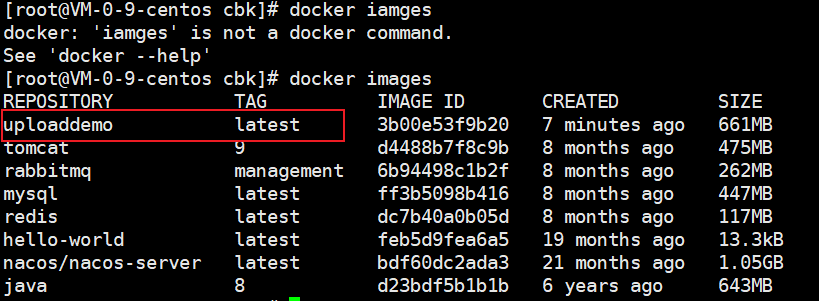 [root@VM-0-9-centos cbk]# docker iamges
docker: 'iamges' is not a docker command.
See 'docker --help'
[root@VM-0-9-centos cbk]# docker images
REPOSITORY TAG IMAGE ID CREATED SIZE
uploaddemo latest 3b00e53f9b20 7 minutes ago 661MB
tomcat 9 d4488b7f8c9b 8 months ago 475MB
rabbitmq management 6b94498c1b2f 8 months ago 262MB
mysql latest ff3b5098b416 8 months ago 447MB
redis latest dc7b40a0b05d 8 months ago 117MB
hello-world latest feb5d9fea6a5 19 months ago 13.3kB
nacos/nacos-server latest bdf60dc2ada3 21 months ago 1.05GB
java 8 d23bdf5b1b1b 6 years ago 643MB